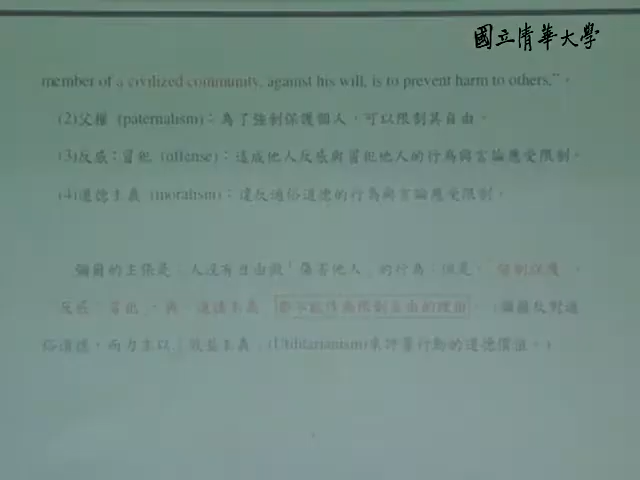 國立清華大學
member of a civilized community, against his will, is to prevent harm to others."。
(2)父權 (paternalism)：為了強制保護個人，可以限制其自由。
(3)反感：冒犯 (offense)：造成他人反感與冒犯他人的行為與言論應受限制。
(4)道德主義 (moralism)：違反通俗道德的行為與言論應受限制。
彌爾的主張是：人沒有自由做「傷害他人」的行為；但是，「強制保護」、
反感「冒犯」，與「道德主義」都不能作為限制自由的理由。（彌爾反對通
俗道德，而力主以「效益主義」(Utilitarianism)來評量行動的道德價值。）